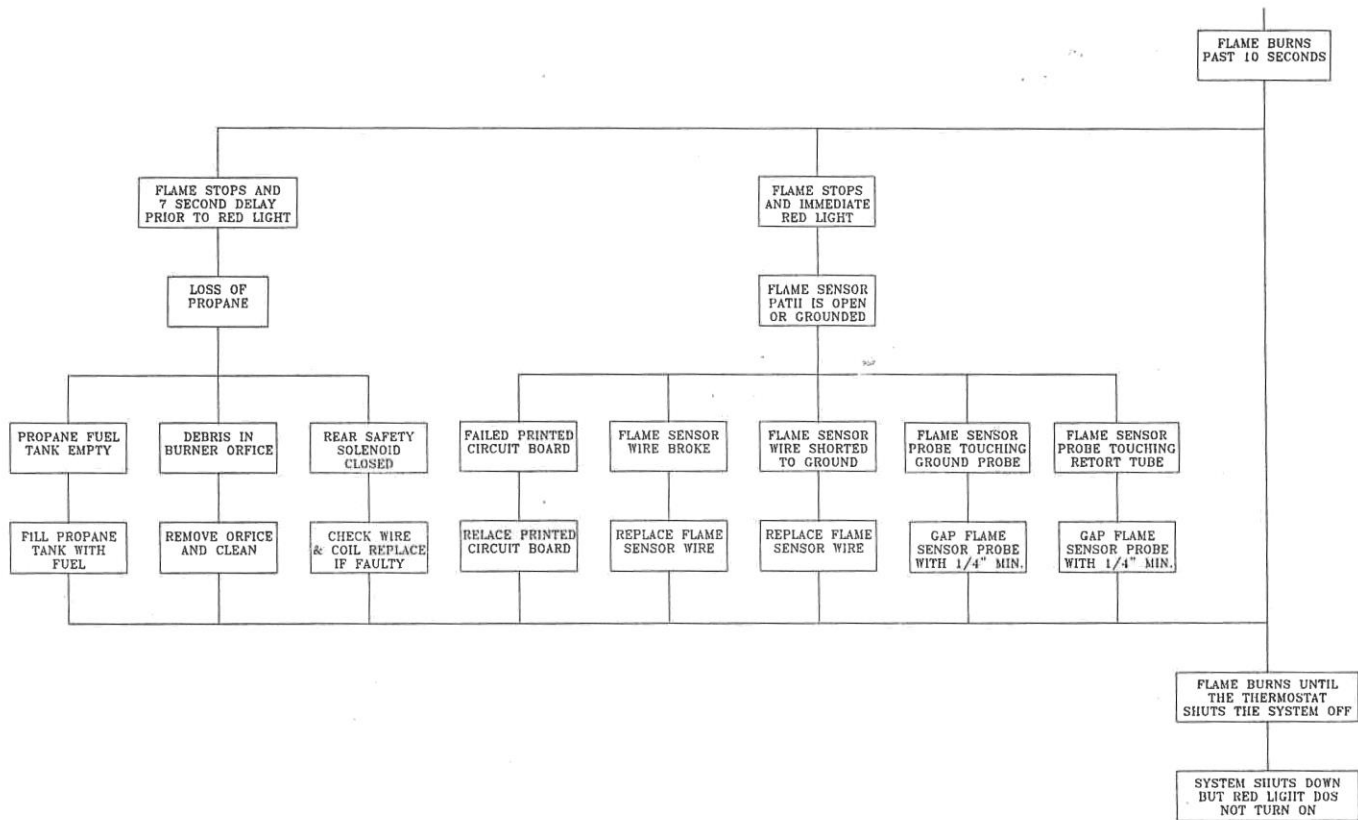 FLAME BURNS
PAST 10 SECONDS
FLAME STOPS AND
7 SECOND DELAY
PRIOR TO RED LIGHT
FLAME STOPS
AND IMMEDIATE
RED LIGHT
LOSS OF
PROPANE
FLAME SENSOR
PATH IS OPEN
OR GROUNDED
PROPANE FUEL
TANK EMPTY
DEBRIS IN
BURNER ORFICE
REAR SAFETY
SOLENOID
CLOSED
FAILED PRINTED
CIRCUIT BOARD
FLAME SENSOR
WIRE BROKE
FLAME SENSOR
WIRE SHORTED
TO GROUND
FLAME SENSOR
PROBE TOUCHING
GROUND PROBE
FLAME SENSOR
PROBE TOUCHING
RETORT TUBE
FILL PROPANE
TANK WITH
FUEL
REMOVE ORFICE
AND CLEAN
CHECK WIRE
& COIL REPLACE
IF FAULTY
RELACE PRINTED
CIRCUIT BOARD
REPLACE FLAME
SENSOR WIRE
REPLACE FLAME
SENSOR WIRE
GAP FLAME
SENSOR PROBE
WITH 1/4" MIN.
GAP FLAME
SENSOR PROBE
WITH 1/4" MIN.
FLAME BURNS UNTIL
THE THERMOSTAT
SHUTS THE SYSTEM OFF
SYSTEM SHUTS DOWN
BUT RED LIGHT DOS
NOT TURN ON